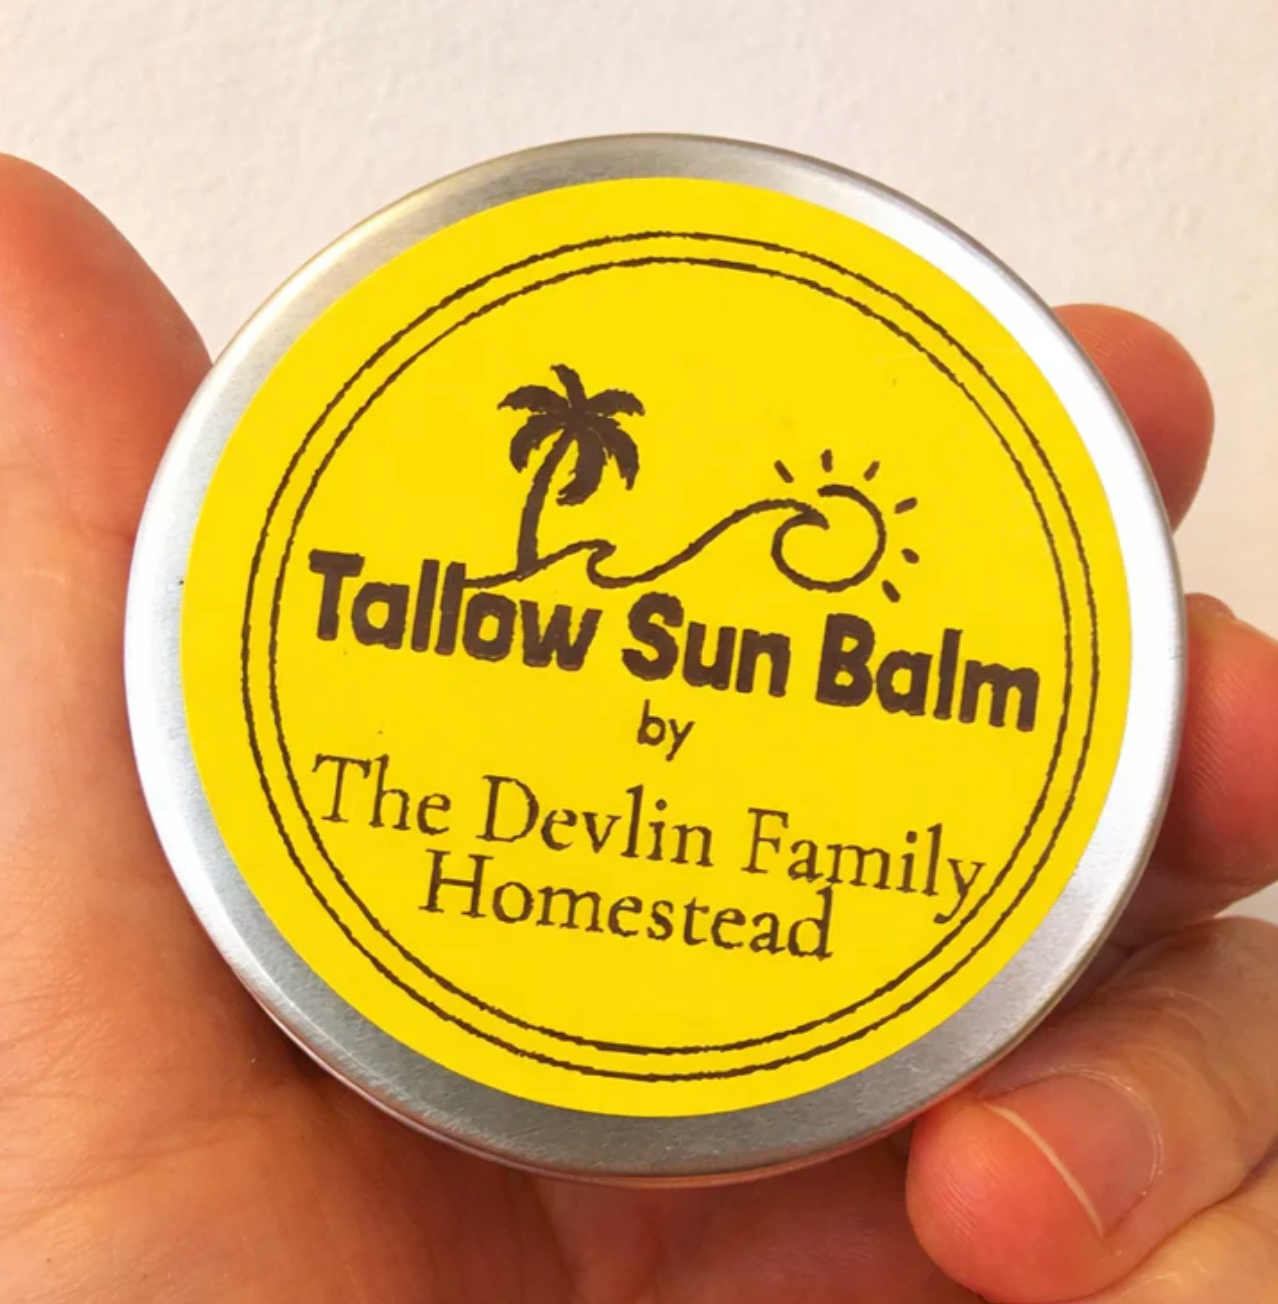 Tallow Sun Balm
by
The Devlin Family
Homestead